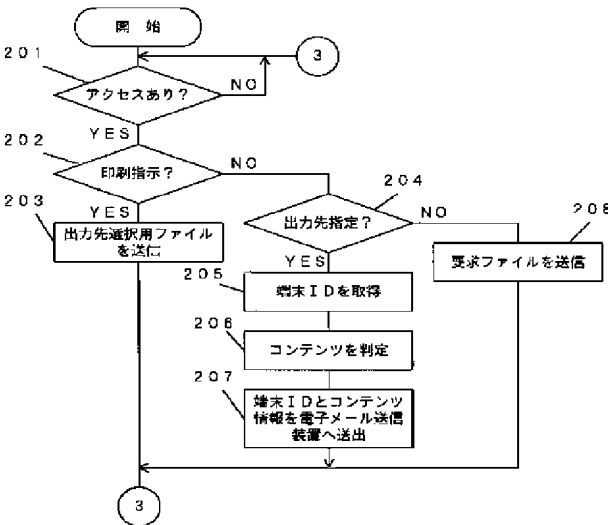 開 始
3
201
アクセスあり?
NO
YES
202
印刷指示?
NO
204
203
YES
出力先選択用ファイル
を送信
出力先指定?
NO
208
YES
要求ファイルを送信
205
端末IDを取得
206
コンテンツを判定
207
端末IDとコンテンツ
情報を電子メール送信
装置へ送出
3